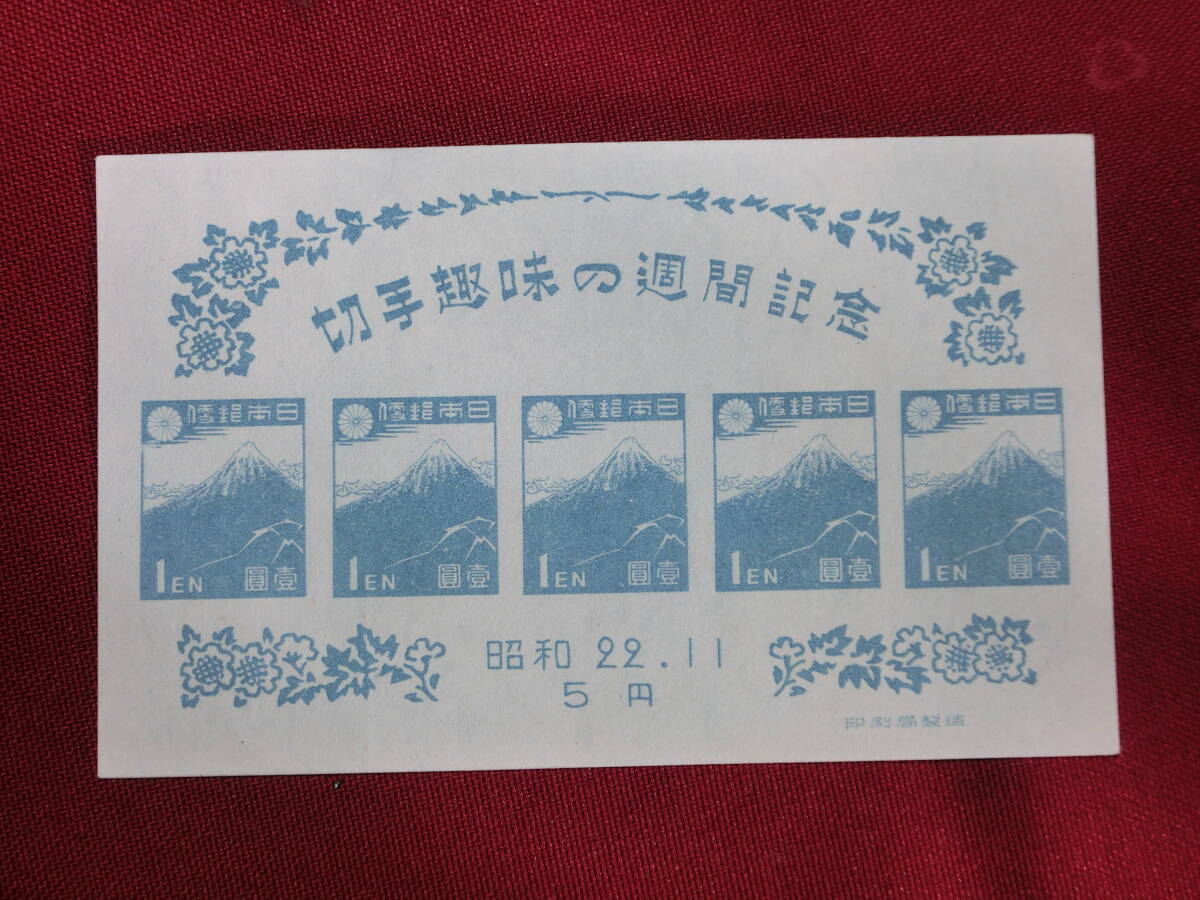 切手趣味の週間記念
日本郵便 日本郵便 日本郵便 日本郵便 日本郵便
1EN 壹圓 1EN 壹圓 1EN 壹圓 1EN 壹圓 1EN 壹圓
昭和 22.11
5 円
印刷局製造